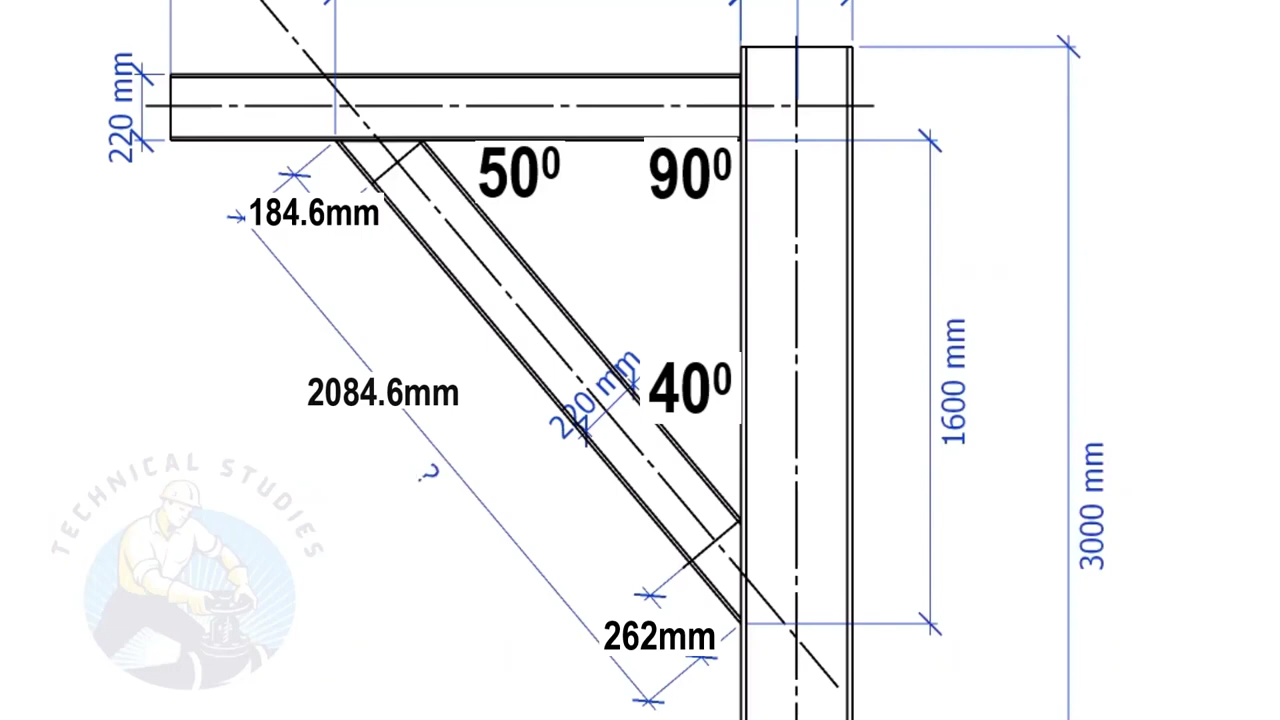 220 mm
50⁰
90⁰
184.6mm
2084.6mm
220 mm
40⁰
1600 mm
?
3000 mm
TECHNICAL STUDIES
262mm